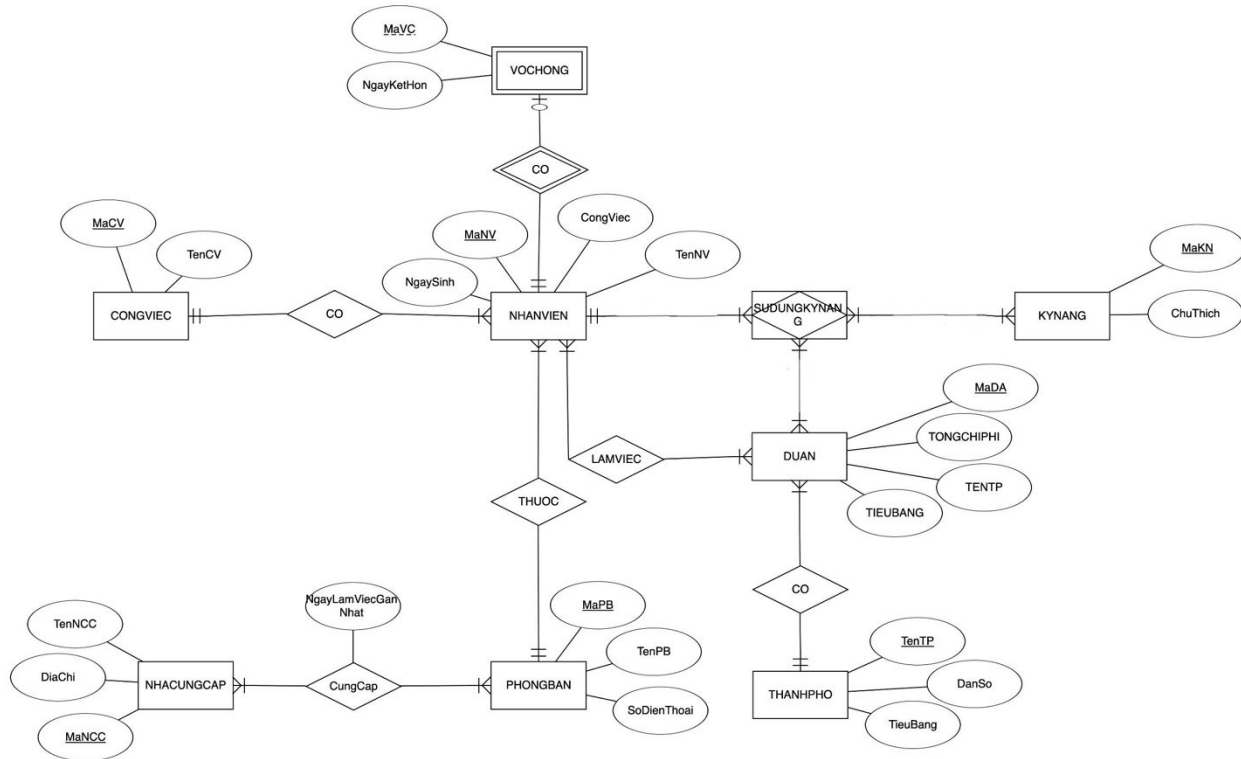 MaVC
VOCHONG
NgayKetHon
CO
MaCV
TenCV
CONGVIEC
CO
MaNV
CongViec
NgaySinh
TenNV
NHANVIEN
SUDUNGKYNAN
G
MaKN
KYNANG
ChuThich
MaDA
TONGCHIPHI
DUAN
TENTP
TIEUBANG
LAMVIEC
THUOC
CO
NgayLamViecGan
Nhat
TenNCC
DiaChi
NHACUNGCAP
MaNCC
CungCap
MaPB
TenPB
PHONGBAN
SoDienThoai
TenTP
THANHPHO
DanSo
TieuBang